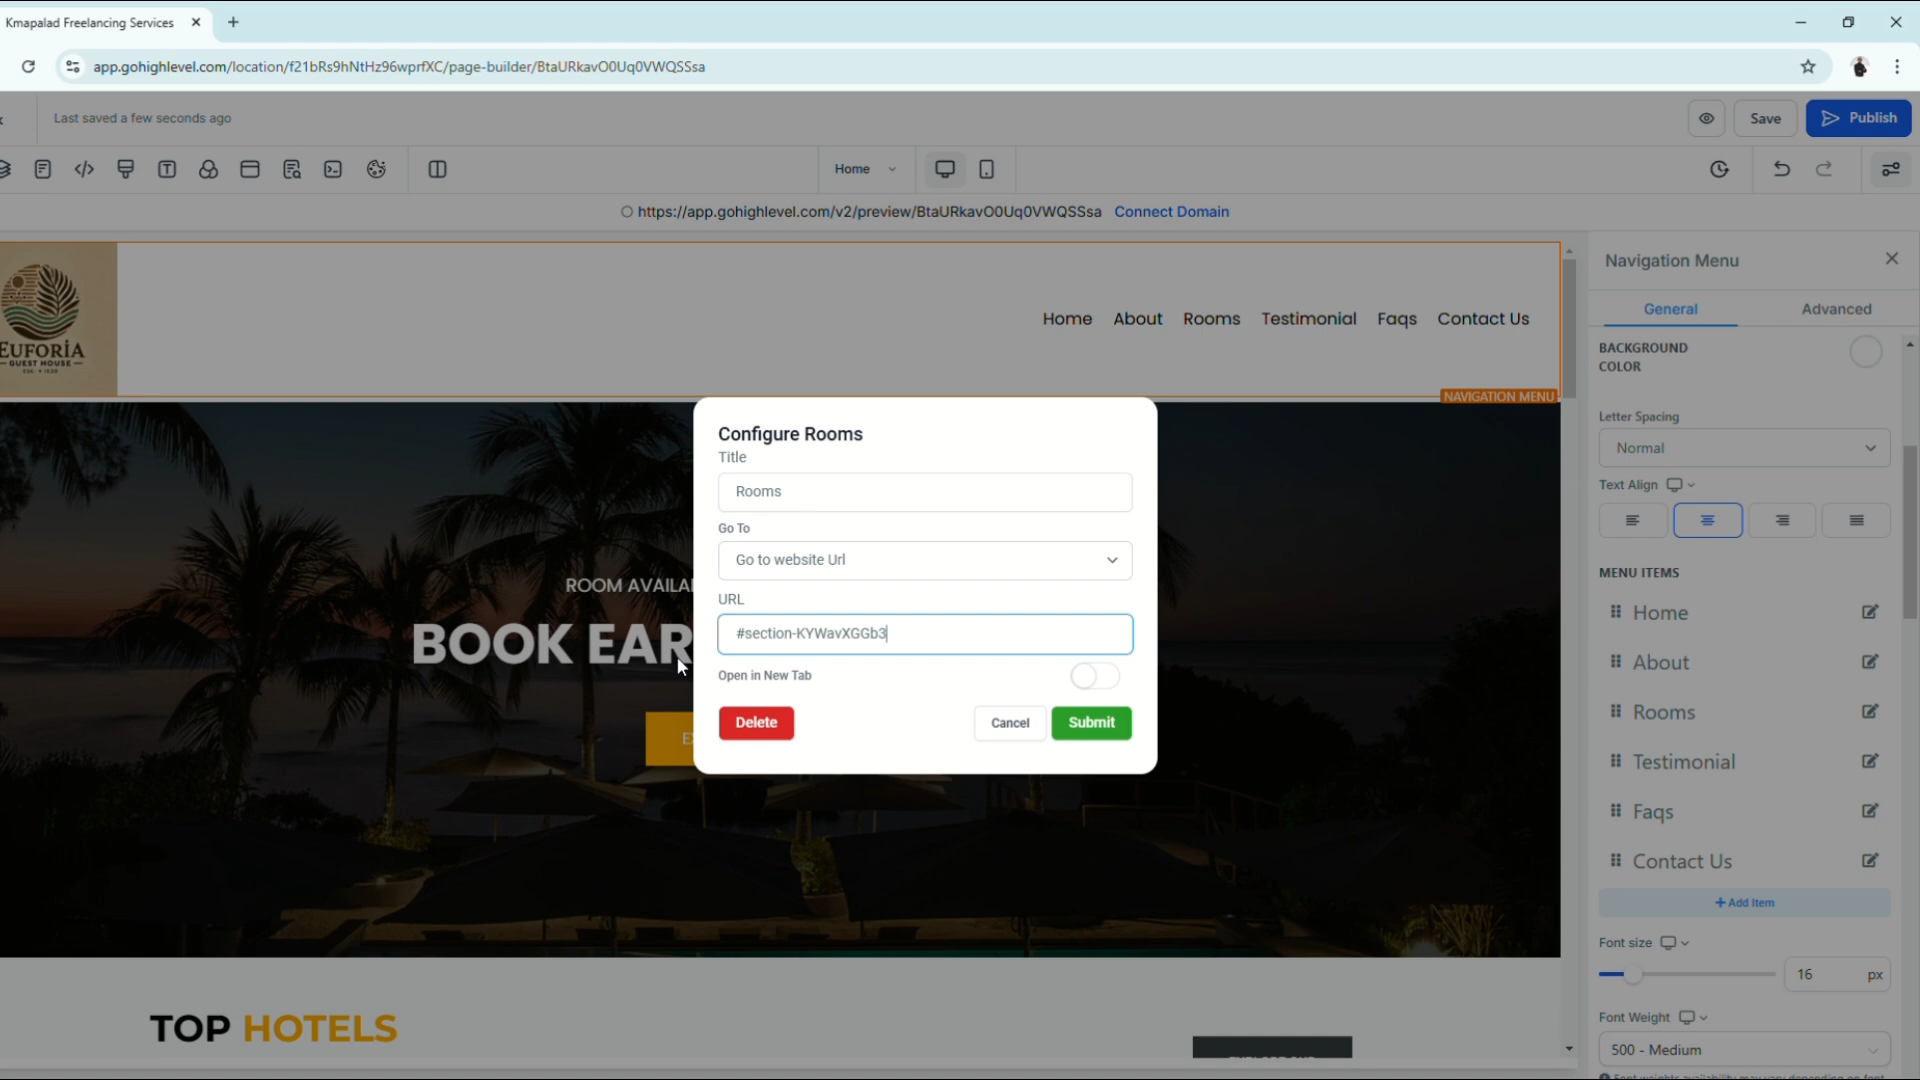 Kmapalad Freelancing Services
app.gohighlevel.com/location/f21bRs9hNtHz96wprfXC/page-builder/BtaURkavO0Uq0VWQSSsa
Last saved a few seconds ago
Save
Publish
Home
https://app.gohighlevel.com/v2/preview/BtaURkavO0Uq0VWQSSsa Connect Domain
EUFORIA
GUEST HOUSE
Home About Rooms Testimonial Faqs Contact Us
NAVIGATION MENU
ROOM AVAILA
BOOK EAR
TOP HOTELS
Configure Rooms
Title
Rooms
Go To
Go to website Url
URL
#section-KYWavXGGb3
Open in New Tab
Delete
Cancel
Submit
Navigation Menu
General
Advanced
BACKGROUND
COLOR
Letter Spacing
Normal
Text Align
MENU ITEMS
Home
About
Rooms
Testimonial
Faqs
Contact Us
+ Add Item
Font size
16 px
Font Weight
500 - Medium